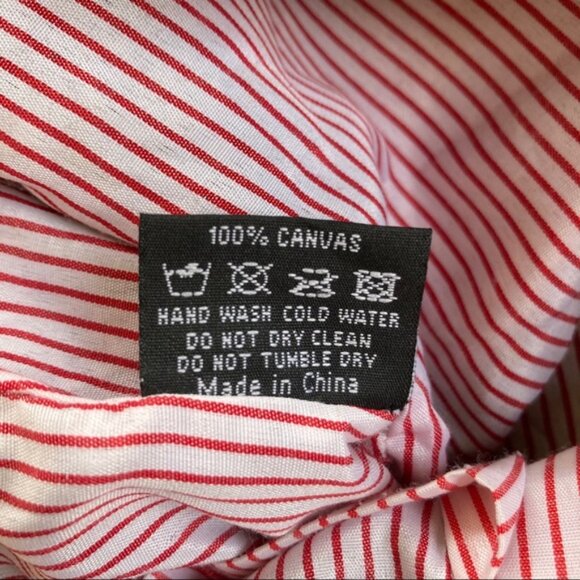 100% CANVAS
HAND WASH COLD WATER
DO NOT DRY CLEAN
DO NOT TUMBLE DRY
Made in China